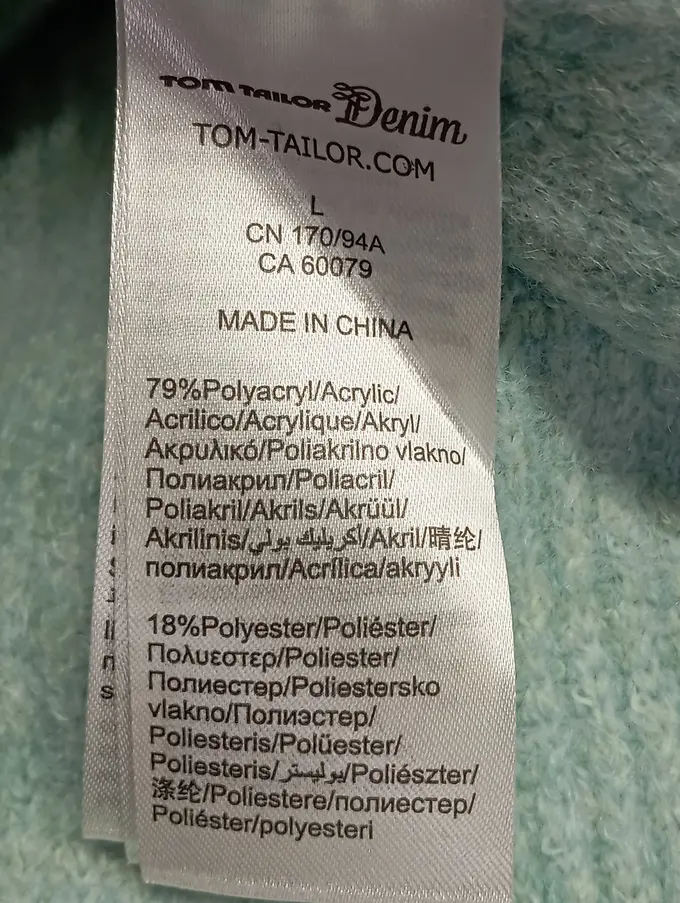 TOM TAILOR Denim
TOM-TAILOR.COM
L
CN 170/94A
CA 60079
MADE IN CHINA
79%Polyacryl/Acrylic/
Acrilico/Acrylique/Akryl/
Ακρυλικό/Poliakrilno vlakno/
Полиакрил/Poliacril/
Poliakril/Akrils/Akrüül/
Akrilinis/أكريليك بولي/Akril/腈纶/
полиакрил/Acrílica/akryyli
18%Polyester/Poliéster/
Πολυεστερ/Poliester/
Полиестер/Poliestersko
vlakno/Полиэстер/
Poliesteris/Polüester/
Poliesteris/يوليستر/Poliészter/
涤纶/Poliestere/полиестер/
Poliéster/polyesteri